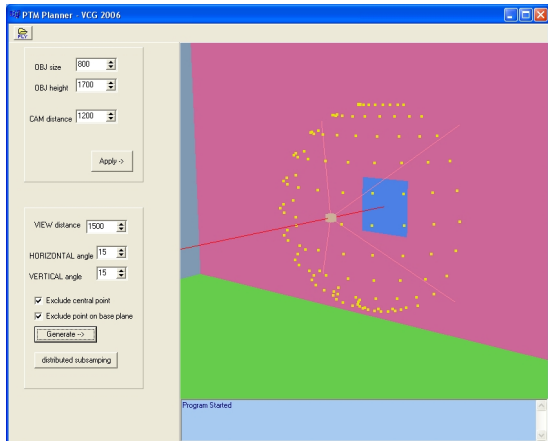 PTM Planner - VCG 2006
PLY
OBJ size 800
OBJ height 1700
CAM distance 1200
Apply ->
VIEW distance 1500
HORIZONTAL angle 15
VERTICAL angle 15
Exclude central point
Exclude point on base plane
Generate -->
distributed subsamping
Program Started